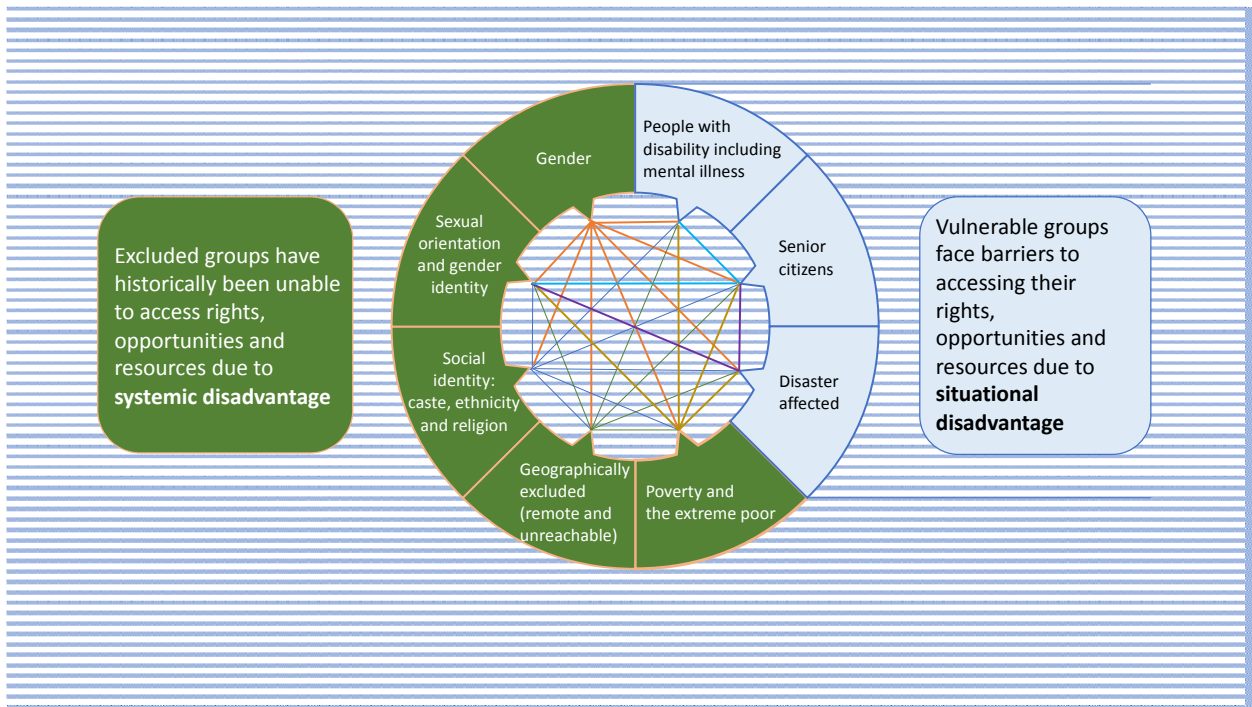 Excluded groups have
historically been unable
to access rights,
opportunities and
resources due to
systemic disadvantage
Gender
Sexual
orientation
and gender
identity
Social
identity:
caste, ethnicity
and religion
Geographically
excluded
(remote and
unreachable)
Poverty and
the extreme poor
People with
disability including
mental illness
Senior
citizens
Disaster
affected
Vulnerable groups
face barriers to
accessing their
rights,
opportunities and
resources due to
situational
disadvantage